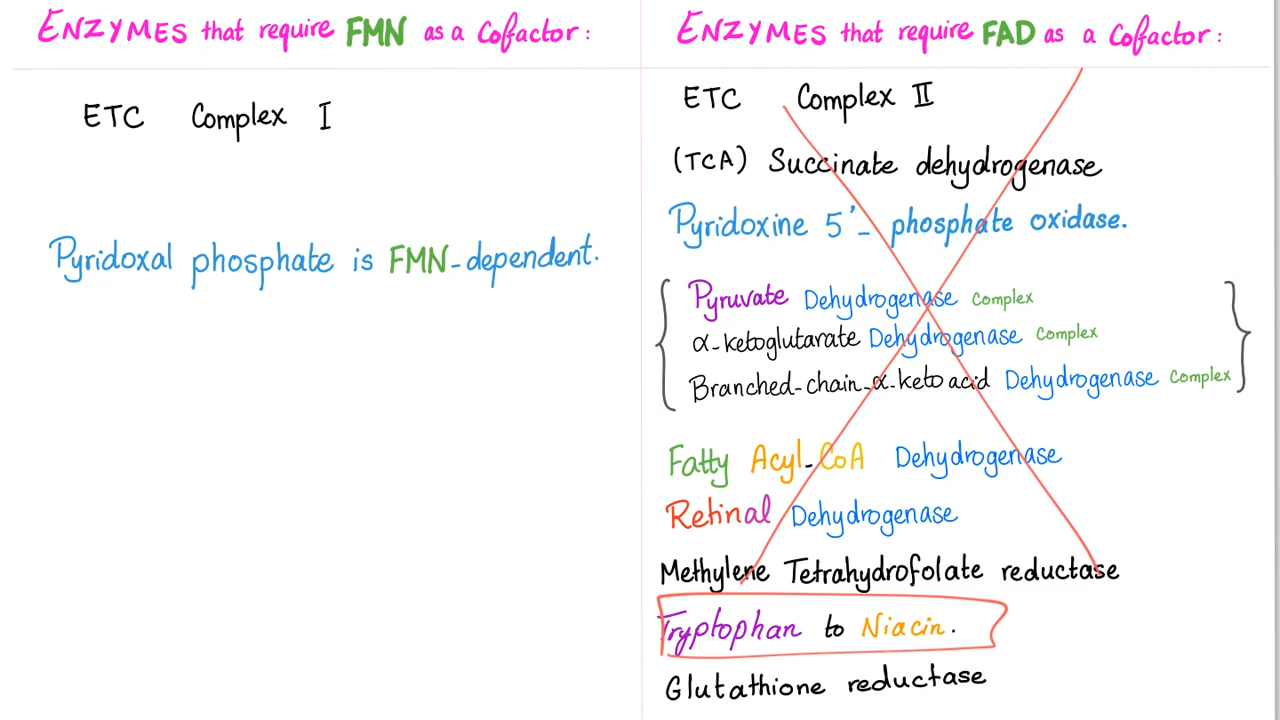 ENZYMES that require FMN as a Cofactor:
ETC Complex I
Pyridoxal phosphate is FMN-dependent.
ENZYMES that require FAD as a Cofactor:
ETC Complex II
(TCA) Succinate dehydrogenase
Pyridoxine 5'- phosphate oxidase.
Pyruvate Dehydrogenase Complex
α-ketoglutarate Dehydrogenase Complex
Branched-chain-α-keto acid Dehydrogenase Complex
Fatty Acyl-CoA Dehydrogenase
Retinal Dehydrogenase
Methylene Tetrahydrofolate reductase
Tryptophan to Niacin.
Glutathione reductase